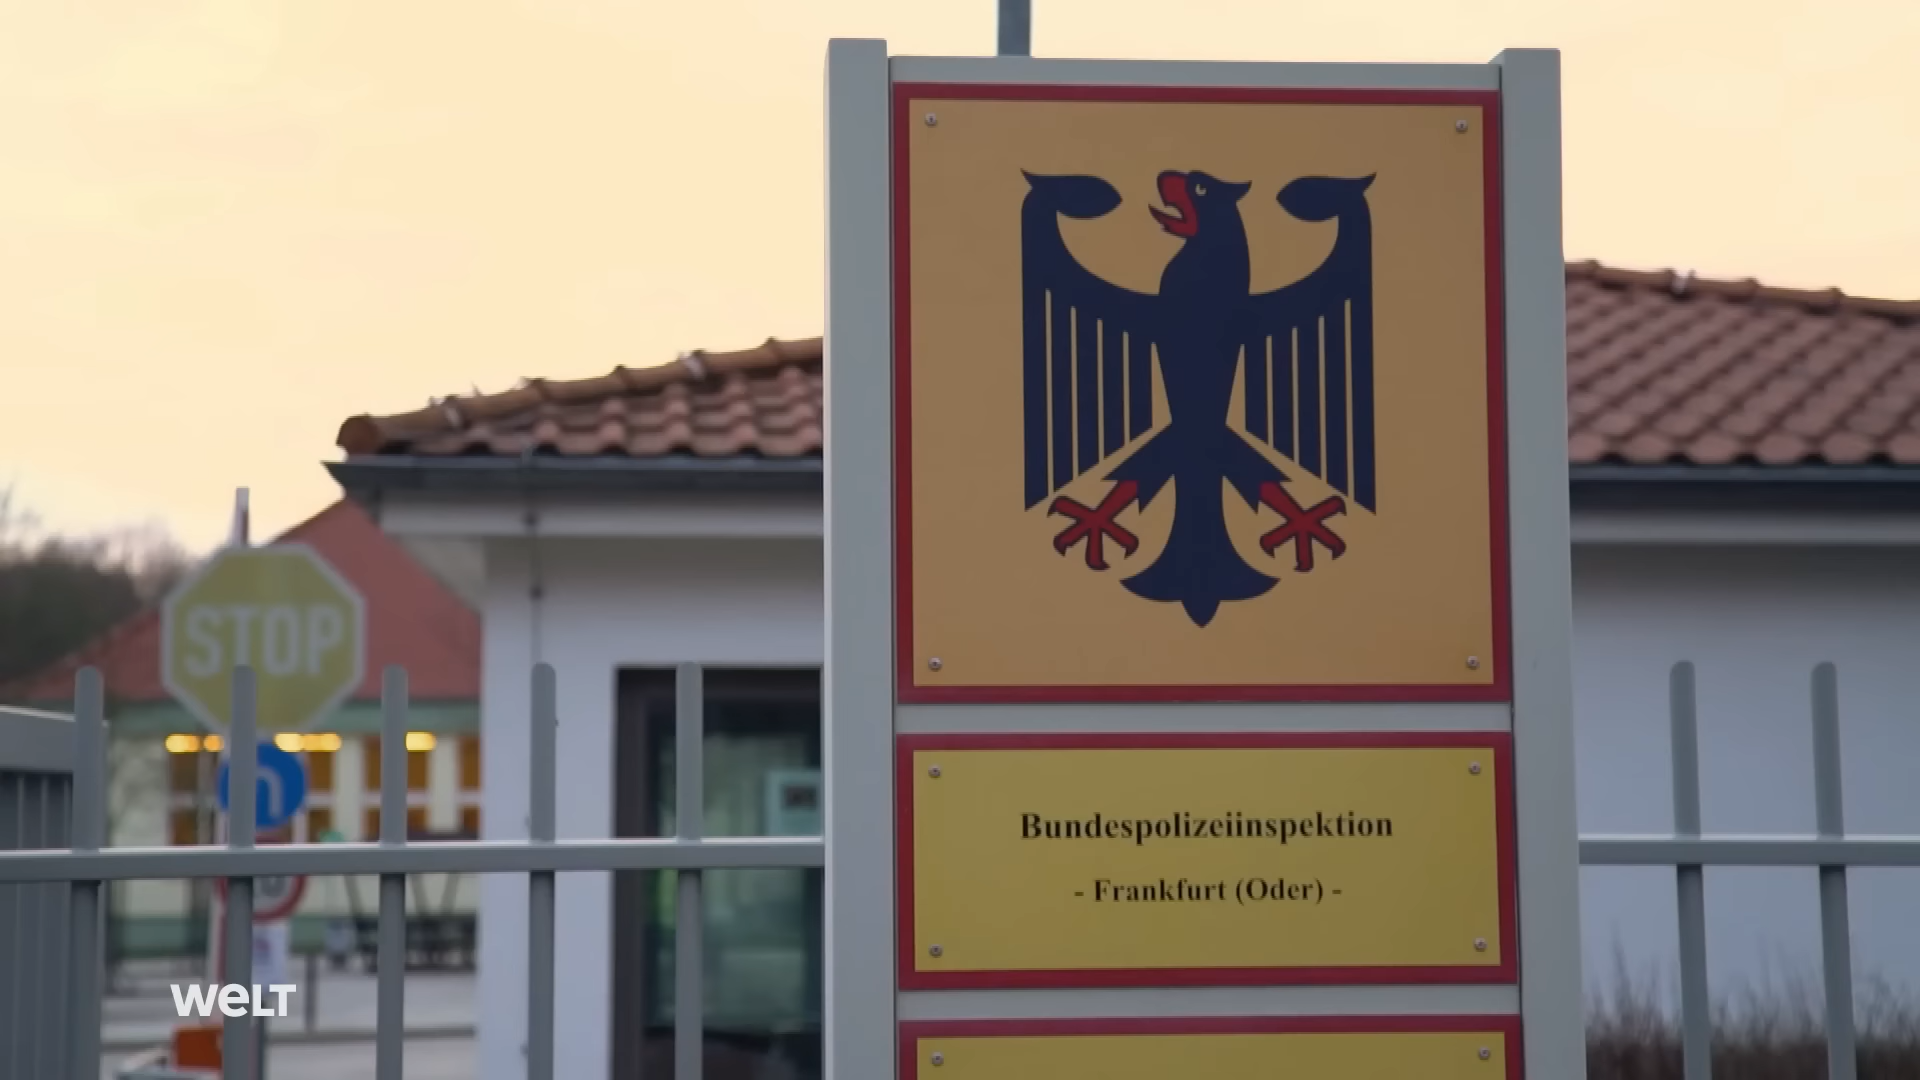 STOP
Bundespolizeiinspektion
- Frankfurt (Oder) -
WELT